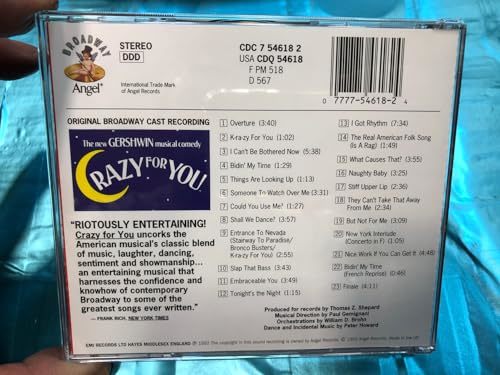 BROADWAY
Angel®
STEREO
DDD
International Trade Mark
of Angel Records
CDC 7 54618 2
USA CDQ 54618
F PM 518
D 567
0 77775-54618-2 4
ORIGINAL BROADWAY CAST RECORDING
The new GERSHWIN musical comedy
CRAZY FOR YOU
"RIOTOUSLY ENTERTAINING!
Crazy for You uncorks the
American musical's classic blend
of music, laughter, dancing,
sentiment and showmanship...
an entertaining musical that
harnesses the confidence and
knowhow of contemporary
Broadway to some of the
greatest songs ever written."
— FRANK RICH, NEW YORK TIMES
1 Overture (3:40)
2 K-ra-zy For You (1:02)
3 I Can't Be Bothered Now (5:38)
4 Bidin' My Time (1:29)
5 Things Are Looking Up (1:13)
6 Someone To Watch Over Me (3:31)
7 Could You Use Me? (1:21)
8 Shall We Dance? (3:57)
9 Entrance To Nevada
(Stairway To Paradise/
Bronco Busters/
K-ra-zy For You) (6:41)
10 Slap That Bass (3:43)
11 Embraceable You (3:49)
12 Tonight's the Night (1:15)
13 I Got Rhythm (7:34)
14 The Real American Folk Song
(Is A Rag) (1:49)
15 What Causes That? (3:55)
16 Naughty Baby (3:25)
17 Stiff Upper Lip (3:34)
18 They Can't Take That Away
From Me (2:34)
19 But Not For Me (3:09)
20 New York Interlude
(Concerto in F) (1:05)
21 Nice Work If You Can Get It (4:48)
22 Bidin' My Time
(French Reprise) (0:46)
23 Finale (4:11)
Produced for records by Thomas Z. Shepard
Musical Direction by Paul Gemignani
Orchestrations by William D. Brohn
Dance and Incidental Music by Peter Howard